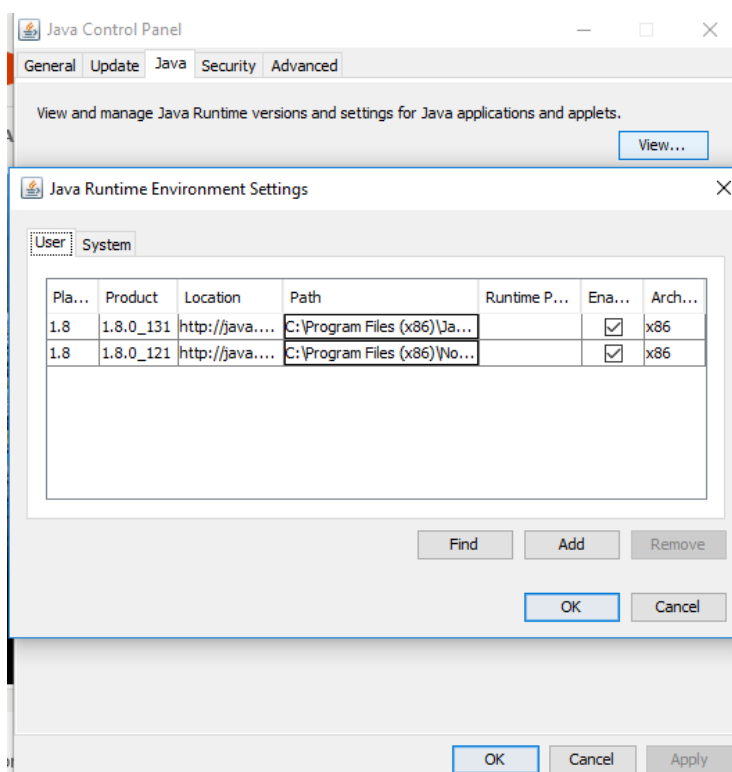 Java Control Panel
General Update Java Security Advanced
View and manage Java Runtime versions and settings for Java applications and applets.
View...
Java Runtime Environment Settings
User System
Pla... Product Location Path Runtime P... Ena... Arch...
1.8 1.8.0_131 http://java.... C:\Program Files (x86)\Ja... x86
1.8 1.8.0_121 http://java.... C:\Program Files (x86)\No... x86
Find Add Remove
OK Cancel
OK Cancel Apply